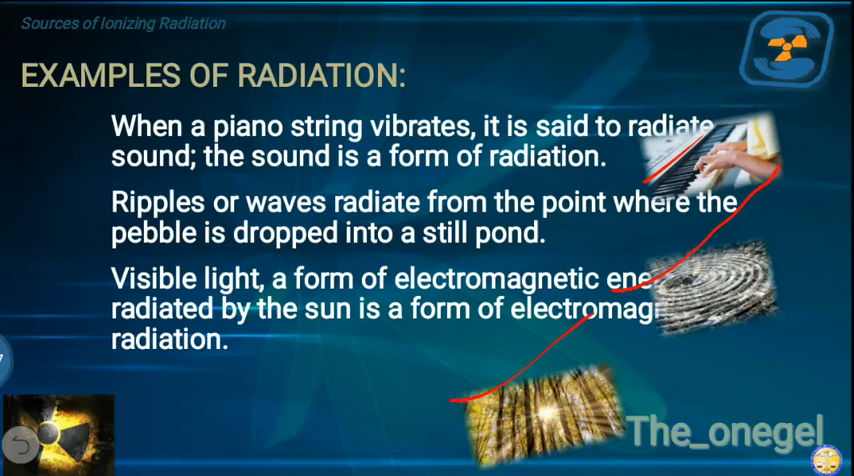 Sources of Ionizing Radiation
EXAMPLES OF RADIATION:
When a piano string vibrates, it is said to radiate
sound; the sound is a form of radiation.
Ripples or waves radiate from the point where the
pebble is dropped into a still pond.
Visible light, a form of electromagnetic ene
radiated by the sun is a form of electromag
radiation.
The_onegel